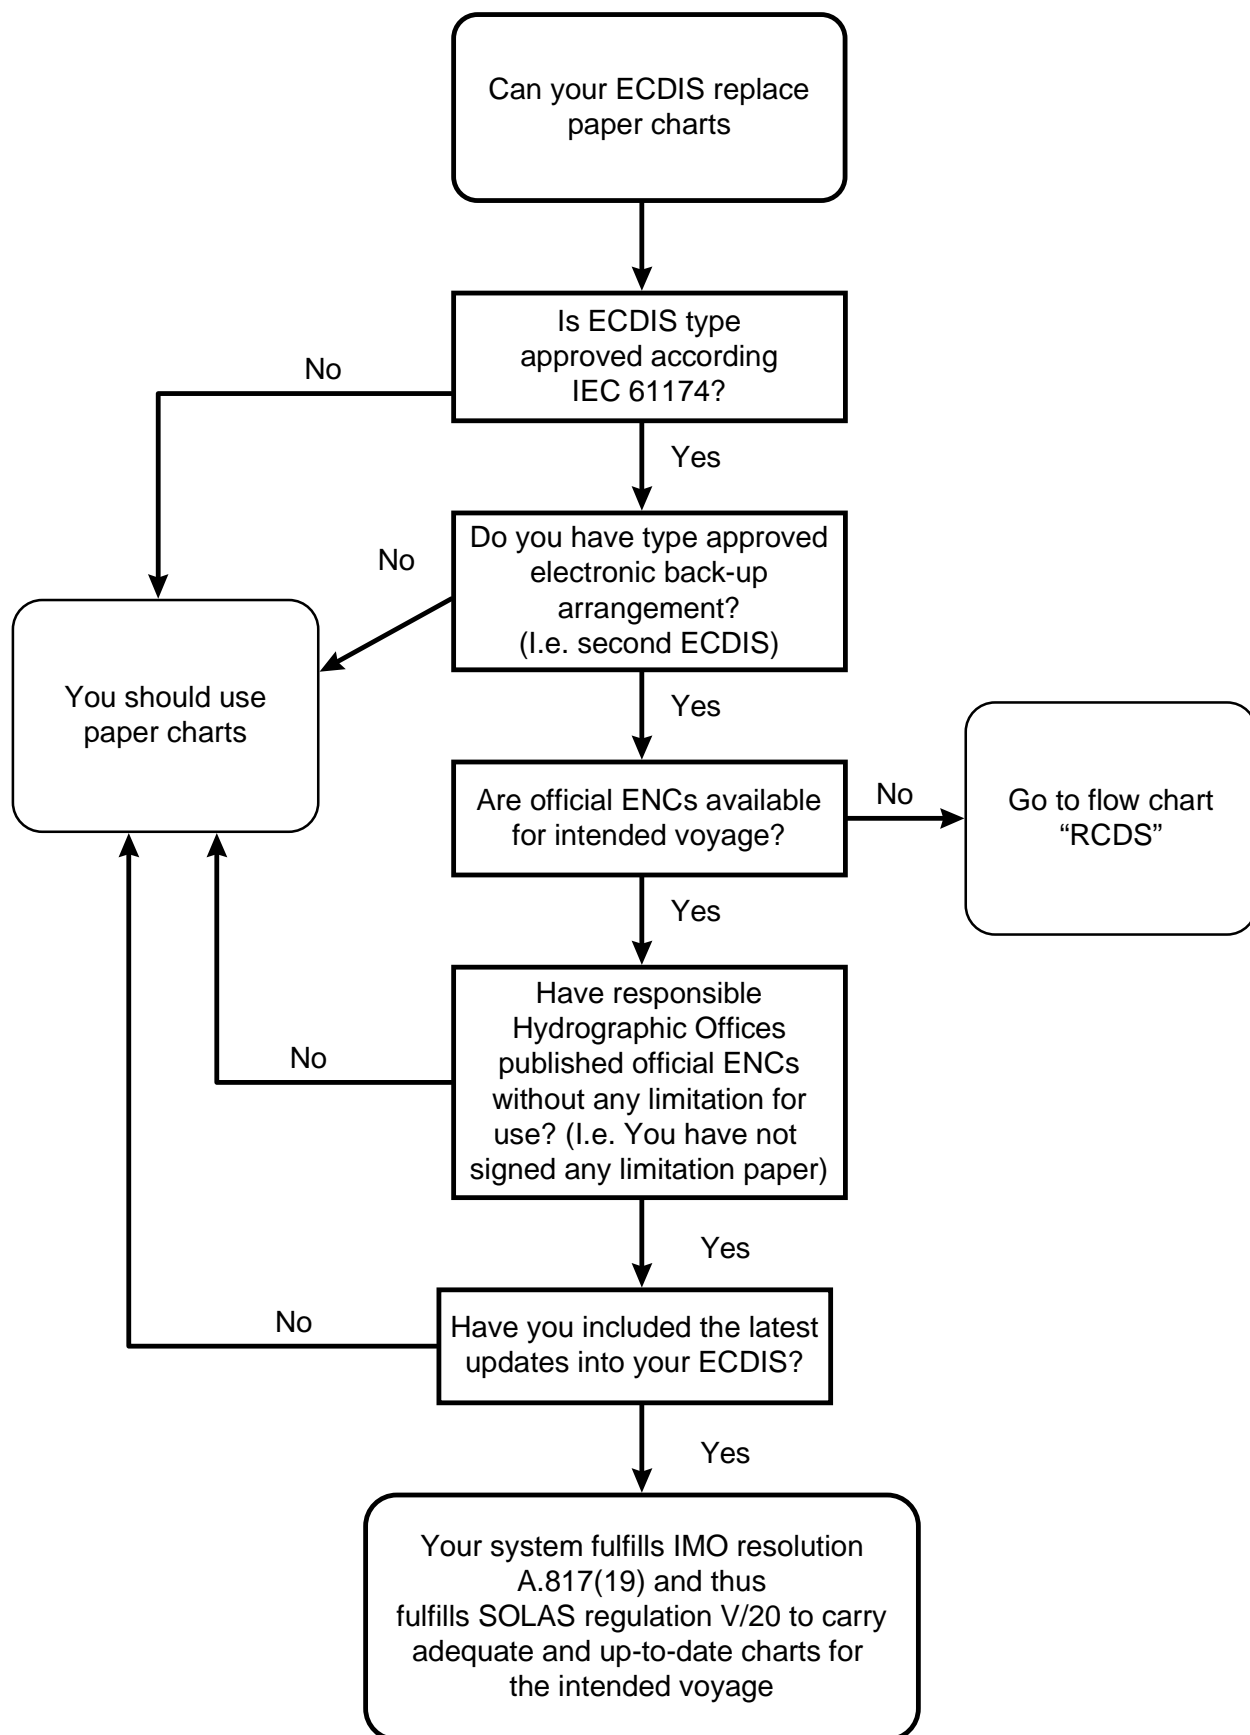 Can your ECDIS replace
paper charts
Is ECDIS type
approved according
IEC 61174?
No
Yes
Do you have type approved
electronic back-up
arrangement?
(I.e. second ECDIS)
No
You should use
paper charts
Yes
Are official ENCs available
for intended voyage?
No
Go to flow chart
“RCDS”
Yes
Have responsible
Hydrographic Offices
published official ENCs
without any limitation for
use? (I.e. You have not
signed any limitation paper)
No
Yes
Have you included the latest
updates into your ECDIS?
No
Yes
Your system fulfills IMO resolution
A.817(19) and thus
fulfills SOLAS regulation V/20 to carry
adequate and up-to-date charts for
the intended voyage